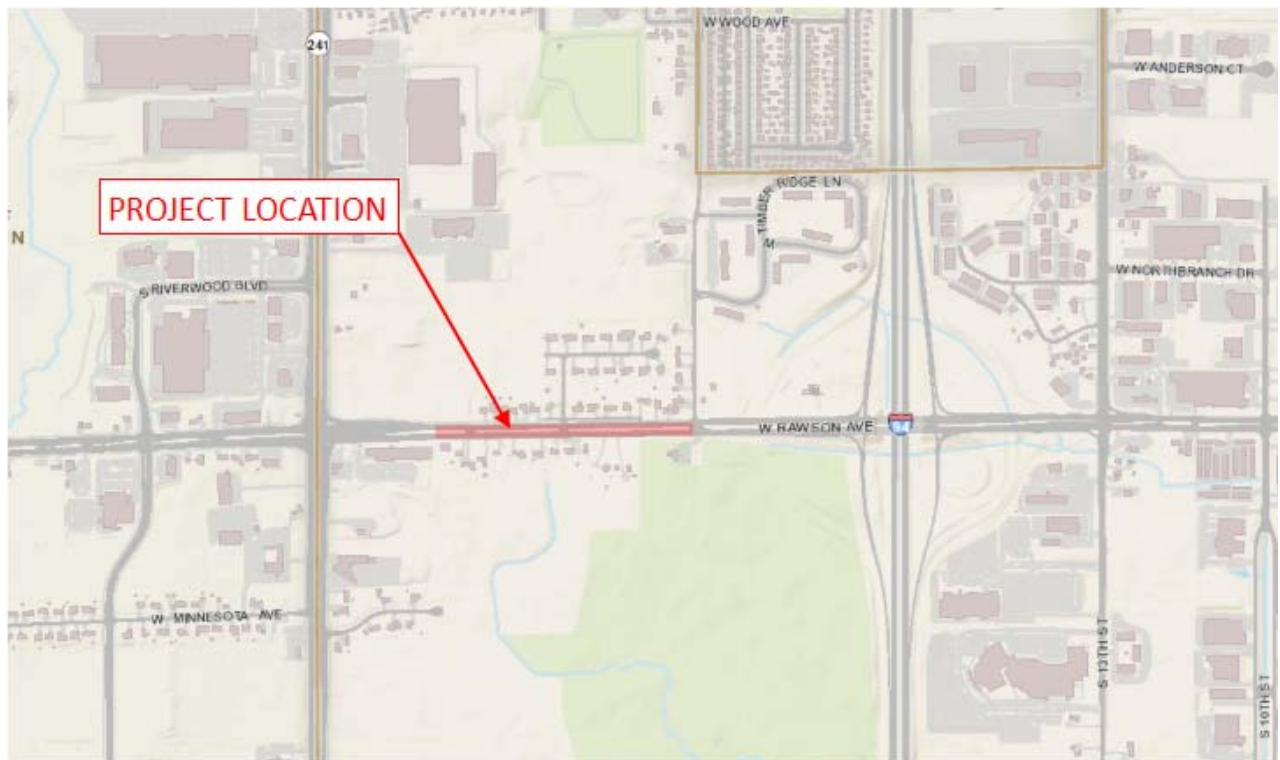 W WOOD AVE
241
W ANDERSON CT
PROJECT LOCATION
TIMBER RIDGE LN
N
W
S RIVERWOOD BLVD
W NORTHBRANCH DR
W RAWSON AVE
94
W MINNESOTA AVE
S 13TH ST
S 10TH ST